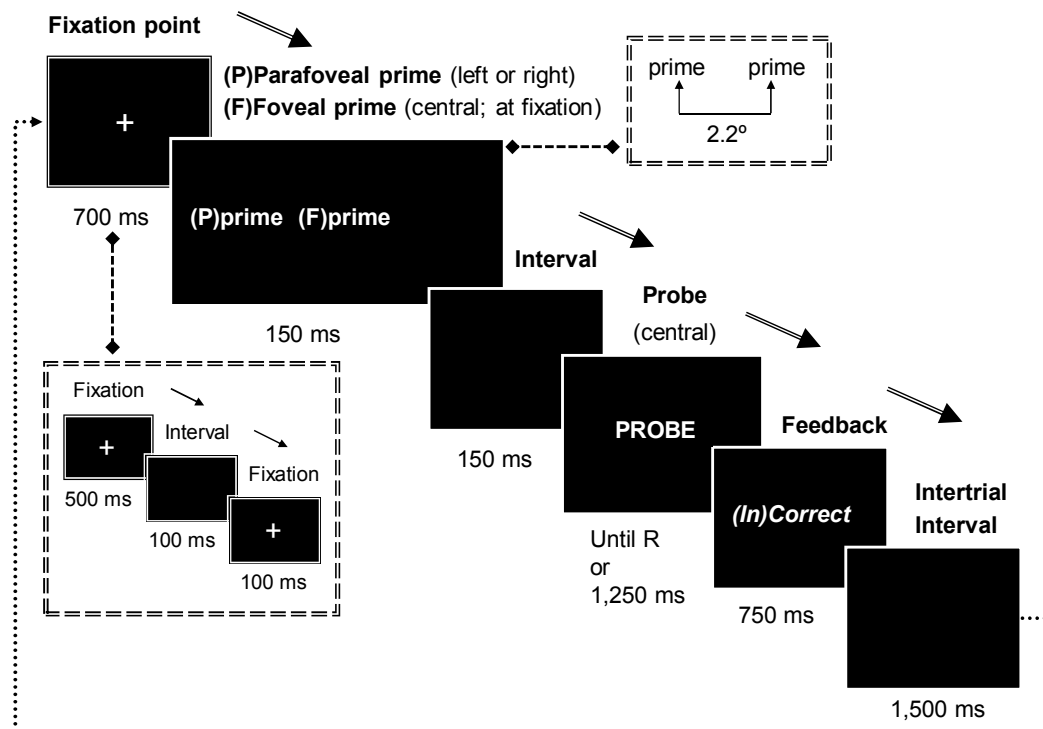 Fixation point
(P)Parafoveal prime (left or right)
(F)Foveal prime (central; at fixation)
prime prime
2.2º
+
700 ms
(P)prime (F)prime
150 ms
Interval
150 ms
Probe
(central)
PROBE
Until R
or
1,250 ms
Feedback
(In)Correct
750 ms
Intertrial
Interval
1,500 ms
Fixation
+
500 ms
Interval
100 ms
Fixation
+
100 ms